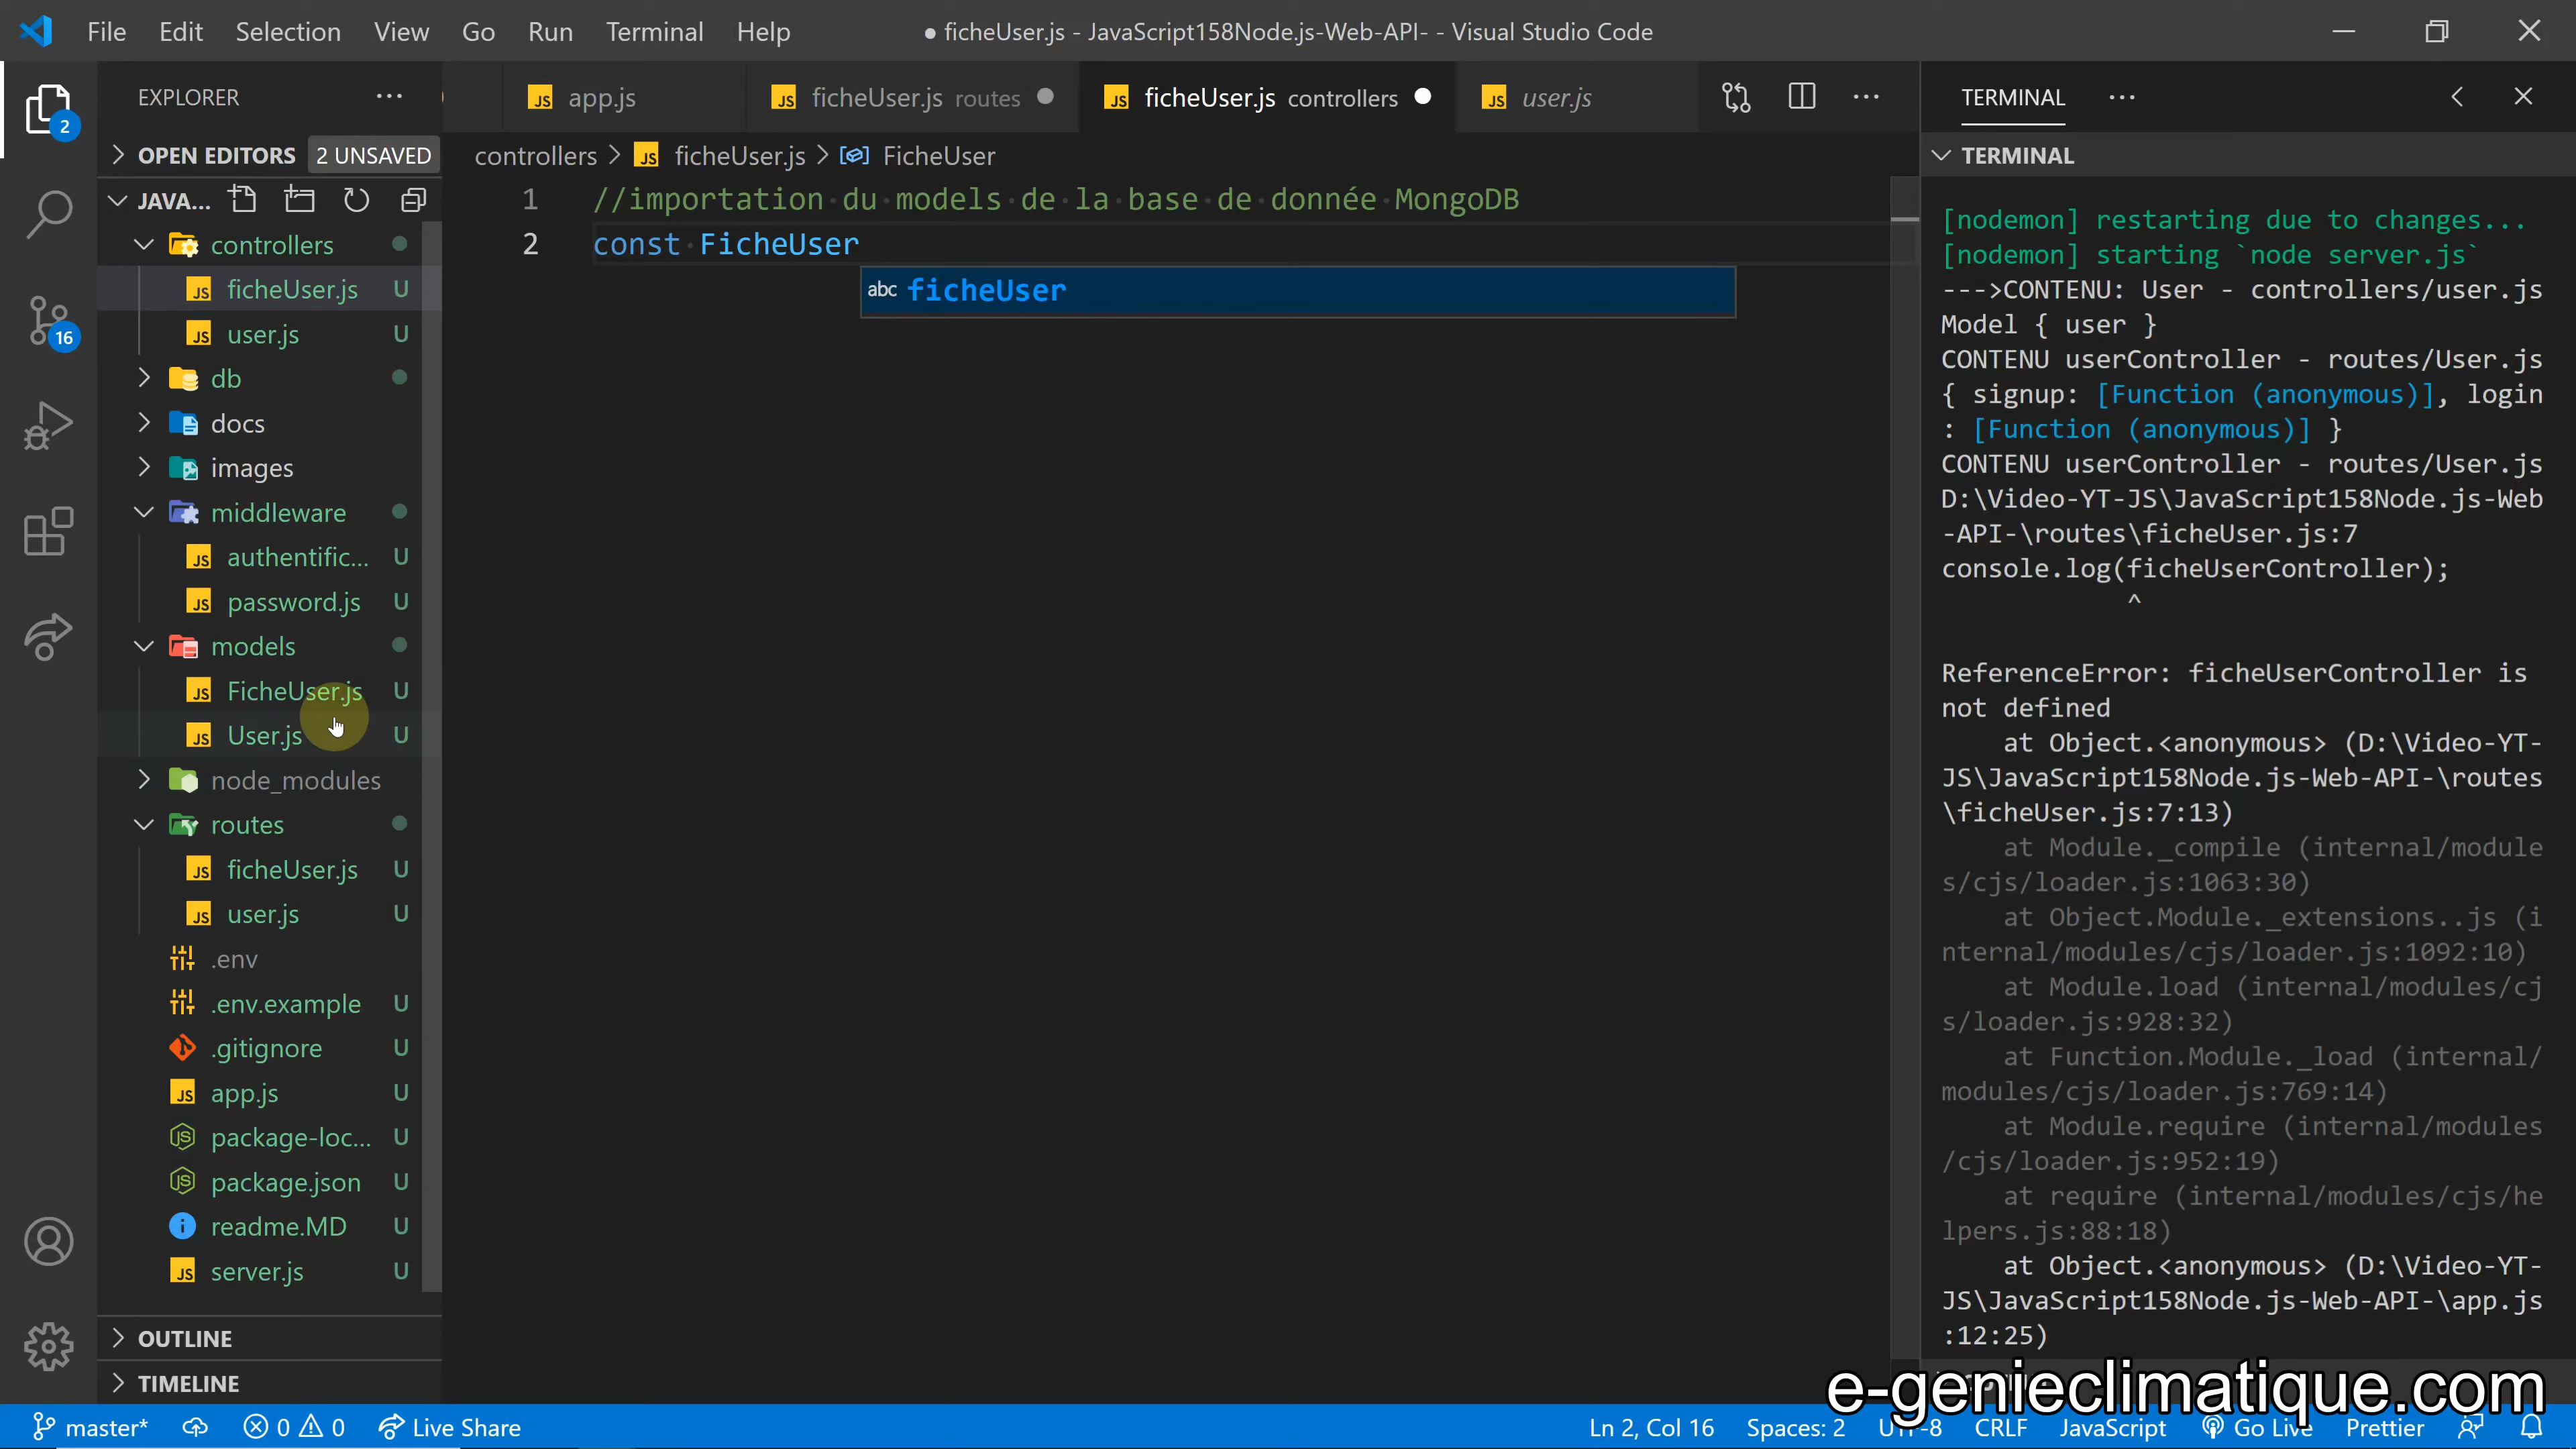 File Edit Selection View Go Run Terminal Help
● ficheUser.js - JavaScript158Node.js-Web-API- - Visual Studio Code
EXPLORER
2
OPEN EDITORS 2 UNSAVED
JAVA...
controllers
ficheUser.js U
user.js U
db
docs
images
middleware
authentific... U
password.js U
models
FicheUser.js U
User.js U
node_modules
routes
ficheUser.js U
user.js U
.env
.env.example U
.gitignore U
app.js U
package-loc... U
package.json U
readme.MD U
server.js U
OUTLINE
TIMELINE
16
app.js
ficheUser.js routes
ficheUser.js controllers
user.js
controllers > ficheUser.js > FicheUser
1 //importation du models de la base de donnée MongoDB
2 const FicheUser
abc ficheUser
TERMINAL
TERMINAL
[nodemon] restarting due to changes...
[nodemon] starting `node server.js`
--->CONTENU: User - controllers/user.js
Model { user }
CONTENU userController - routes/User.js
{ signup: [Function (anonymous)], login
: [Function (anonymous)] }
CONTENU userController - routes/User.js
D:\Video-YT-JS\JavaScript158Node.js-Web
-API-\routes\ficheUser.js:7
console.log(ficheUserController);
^
ReferenceError: ficheUserController is
not defined
at Object.<anonymous> (D:\Video-YT-
JS\JavaScript158Node.js-Web-API-\routes
\ficheUser.js:7:13)
at Module._compile (internal/module
s/cjs/loader.js:1063:30)
at Object.Module._extensions..js (i
nternal/modules/cjs/loader.js:1092:10)
at Module.load (internal/modules/cj
s/loader.js:928:32)
at Function.Module._load (internal/
modules/cjs/loader.js:769:14)
at Module.require (internal/modules
/cjs/loader.js:952:19)
at require (internal/modules/cjs/he
lpers.js:88:18)
at Object.<anonymous> (D:\Video-YT-
JS\JavaScript158Node.js-Web-API-\app.js
:12:25)
e-genieclimatique.com
master* 0 0 Live Share
Ln 2, Col 16 Spaces: 2 UTF-8 CRLF JavaScript Go Live Prettier